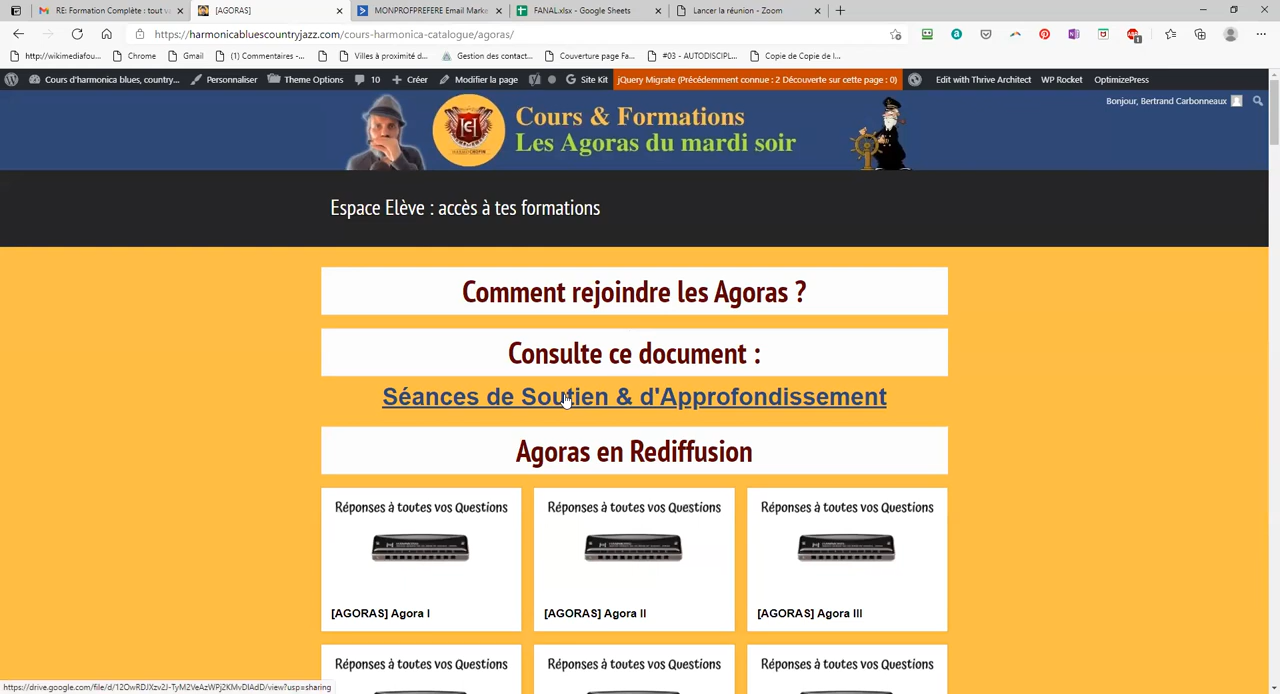 RE: Formation Complète : tout v
[AGORAS]
MONPROFPREFERE Email Marke
FANAL.xlsx - Google Sheets
Lancer la réunion - Zoom
https://harmonicabluescountryjazz.com/cours-harmonica-catalogue/agoras/
http://wikimediafou...
Chrome
Gmail
(1) Commentaires -...
Villes à proximité d...
Gestion des contact...
Couverture page Fa...
#03 - AUTODISCIPL...
Copie de Copie de l...
Cours d'harmonica blues, country...
Personnaliser
Theme Options
10
Créer
Modifier la page
Site Kit
jQuery Migrate (Précédemment connue : 2 Découverte sur cette page : 0)
Edit with Thrive Architect
WP Rocket
OptimizePress
Bonjour, Bertrand Carbonneaux
Cours & Formations
Les Agoras du mardi soir
Espace Elève : accès à tes formations
Comment rejoindre les Agoras ?
Consulte ce document :
Séances de Soutien & d'Approfondissement
Agoras en Rediffusion
Réponses à toutes vos Questions
[AGORAS] Agora I
Réponses à toutes vos Questions
[AGORAS] Agora II
Réponses à toutes vos Questions
[AGORAS] Agora III
Réponses à toutes vos Questions
Réponses à toutes vos Questions
Réponses à toutes vos Questions